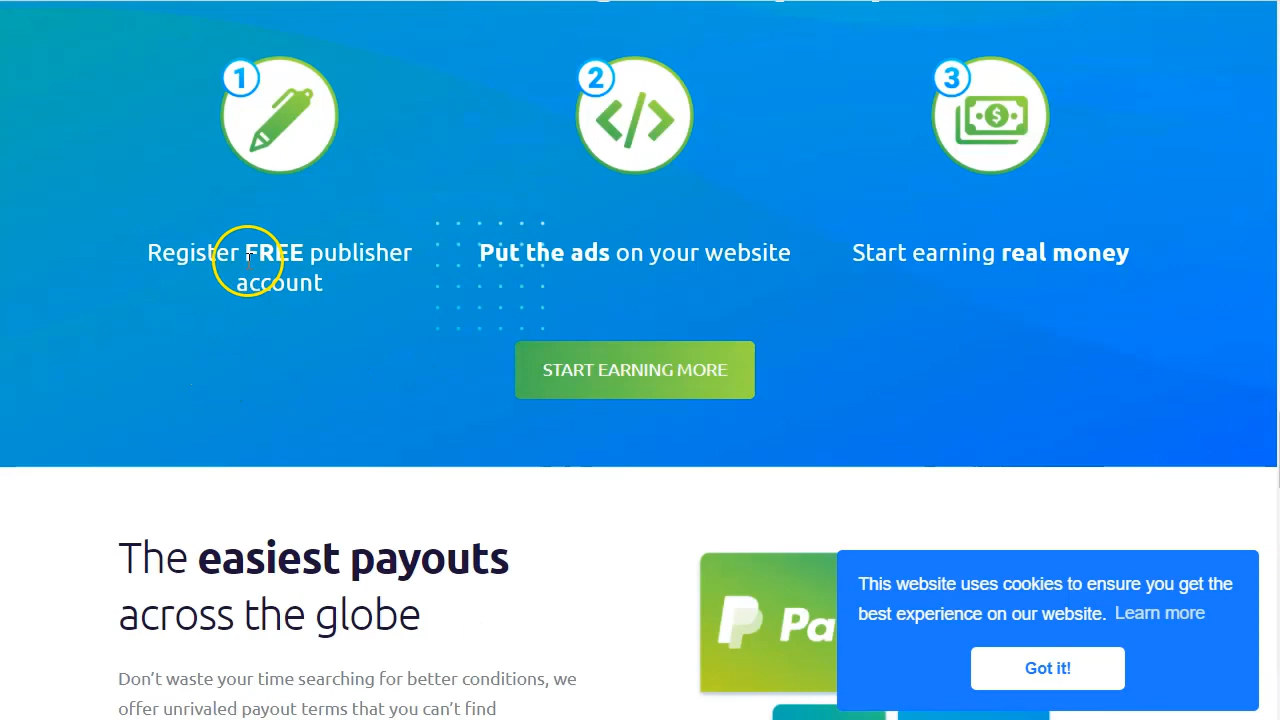 1
2
3
Register FREE publisher
account
Put the ads on your website
Start earning real money
START EARNING MORE
The easiest payouts
across the globe
Don't waste your time searching for better conditions, we
offer unrivaled payout terms that you can't find
Pa
This website uses cookies to ensure you get the
best experience on our website. Learn more
Got it!